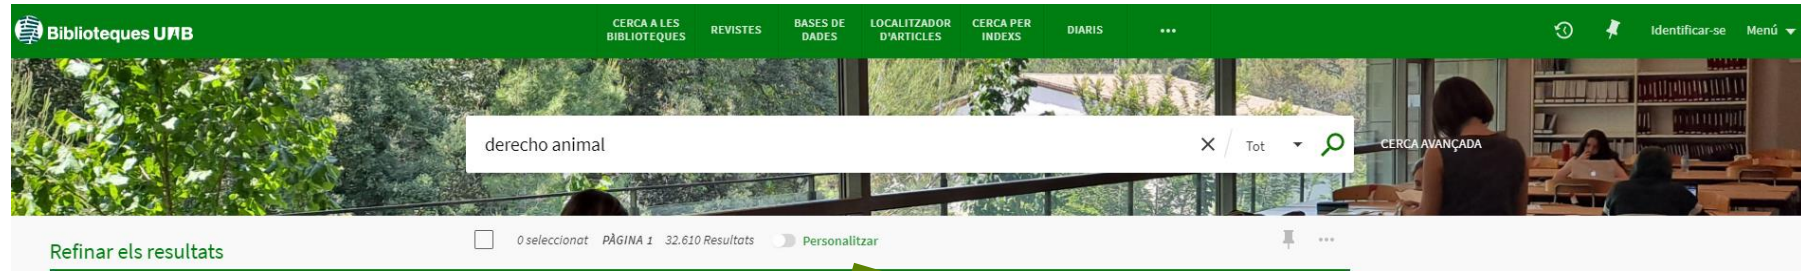 Biblioteques UAB
CERCA A LES
BIBLIOTEQUES
REVISTES
BASES DE
DADES
LOCALITZADOR
D'ARTICLES
CERCA PER
INDEXS
DIARIS
•••
Identificar-se
Menú
derecho animal
Tot
CERCA AVANÇADA
Refinar els resultats
0 seleccionat PÀGINA 1 32.610 Resultats
Personalitzar
•••